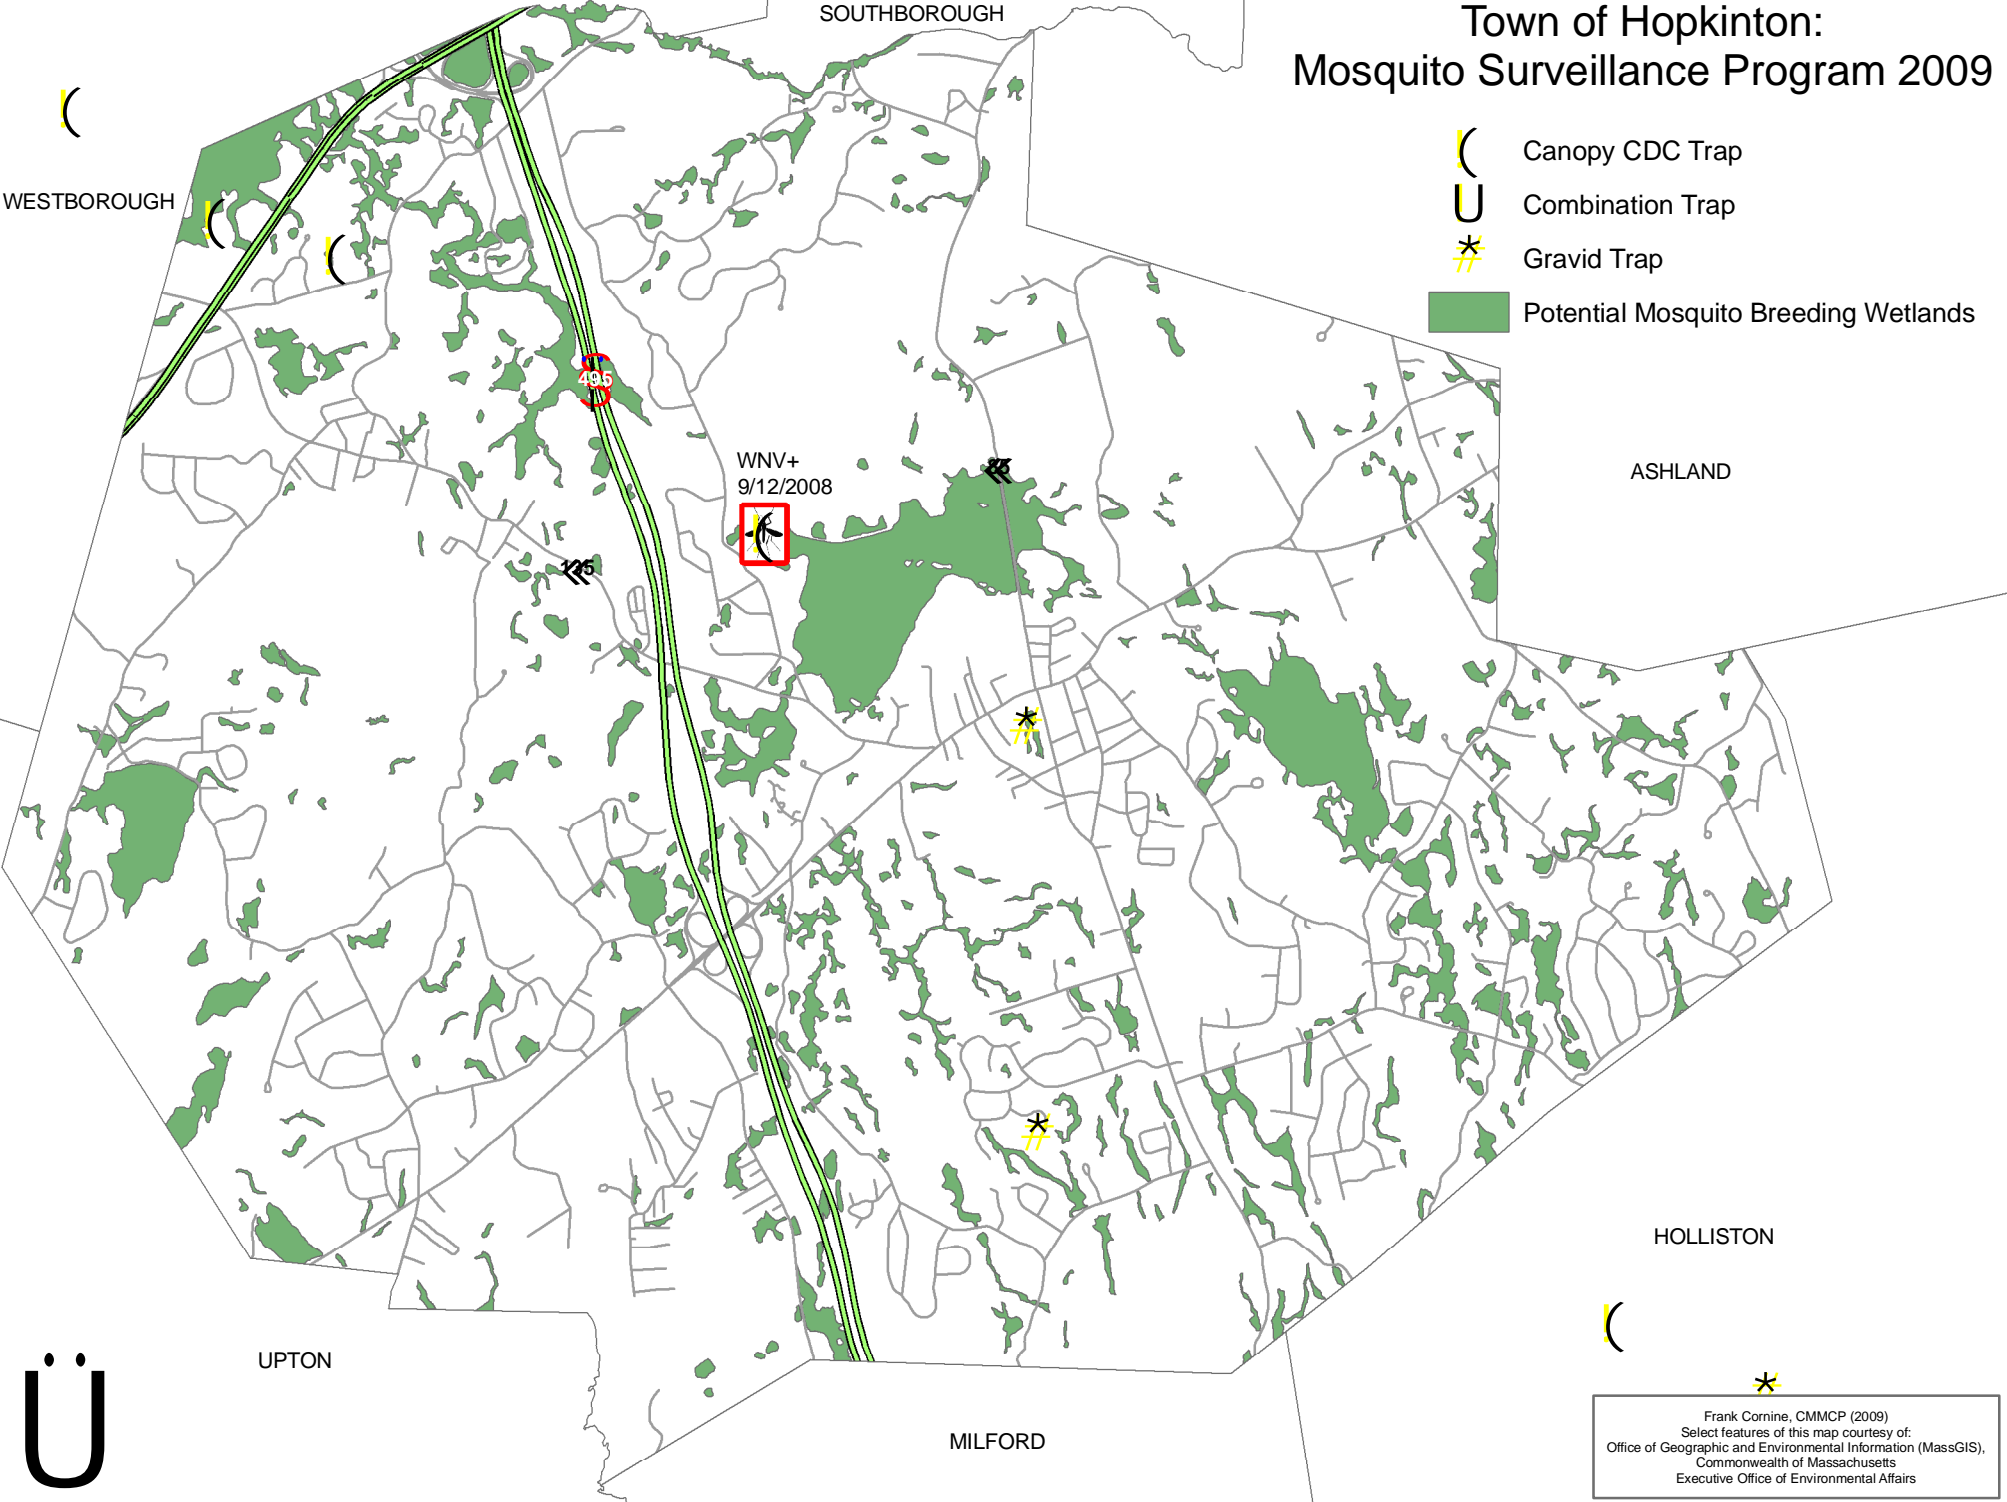 SOUTHBOROUGH
Town of Hopkinton:
Mosquito Surveillance Program 2009
Canopy CDC Trap
Combination Trap
Gravid Trap
Potential Mosquito Breeding Wetlands
WESTBOROUGH
495
WNV+
9/12/2008
85
ASHLAND
135
HOLLISTON
UPTON
MILFORD
Frank Cornine, CMMCP (2009)
Select features of this map courtesy of:
Office of Geographic and Environmental Information (MassGIS),
Commonwealth of Massachusetts
Executive Office of Environmental Affairs
Ü